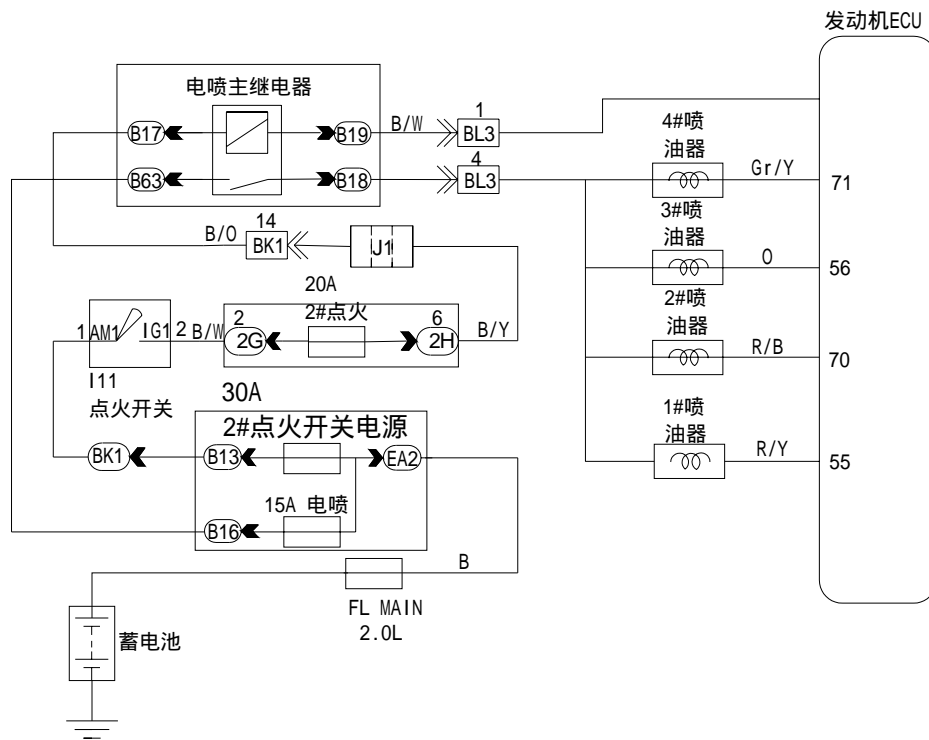 发动机ECU
电喷主继电器
B17
B19
B/W
1
BL3
B63
B18
4
BL3
4#喷
油器
Gr/Y
71
3#喷
油器
O
56
2#喷
油器
R/B
70
1#喷
油器
R/Y
55
B/O
14
BK1
J1
20A
2#点火
2
2G
6
2H
B/Y
1
AM1
IG1
2
B/W
I11
点火开关
30A
2#点火开关电源
BK1
B13
EA2
15A 电喷
B16
B
FL MAIN
2.0L
蓄电池